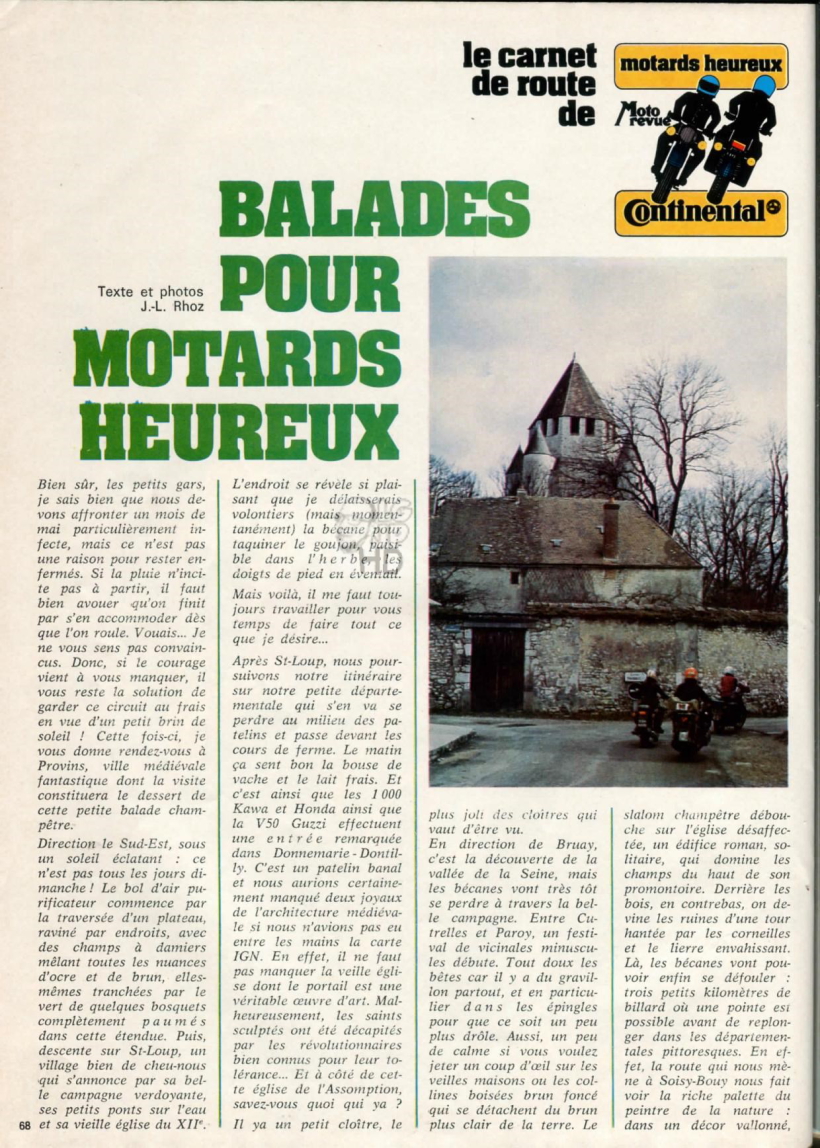 le carnet
de route
de
motards heureux
Moto
revue
Continental
BALADES
POUR
MOTARDS
HEUREUX
Texte et photos
J.-L. Rhoz
Bien sûr, les petits gars,
je sais bien que nous de-
vons affronter un mois de
mai particulièrement in-
fecte, mais ce n'est pas
une raison pour rester en-
fermés. Si la pluie n'inci-
te pas à partir, il faut
bien avouer qu'on finit
par s'en accommoder dès
que l'on roule. Vouais... Je
ne vous sens pas convain-
cus. Donc, si le courage
vient à vous manquer, il
vous reste la solution de
garder ce circuit au frais
en vue d'un petit brin de
soleil ! Cette fois-ci, je
vous donne rendez-vous à
Provins, ville médiévale
fantastique dont la visite
constituera le dessert de
cette petite balade cham-
pêtre.
Direction le Sud-Est, sous
un soleil éclatant : ce
n'est pas tous les jours di-
manche ! Le bol d'air pu-
rificateur commence par
la traversée d'un plateau,
raviné par endroits, avec
des champs à damiers
mêlant toutes les nuances
d'ocre et de brun, elles-
mêmes tranchées par le
vert de quelques bosquets
complètement paumés
dans cette étendue. Puis,
descente sur St-Loup, un
village bien de cheu-nous
qui s'annonce par sa bel-
le campagne verdoyante,
ses petits ponts sur l'eau
et sa vieille église du XIIe.
L'endroit se révèle si plai-
sant que je délaisserais
volontiers (mais momen-
tanément) la bécane pour
taquiner le goujon, paisi-
ble dans l'herbe, les
doigts de pied en éventail.
Mais voilà, il me faut tou-
jours travailler pour vous
temps de faire tout ce
que je désire...
Après St-Loup, nous pour-
suivons notre itinéraire
sur notre petite départe-
mentale qui s'en va se
perdre au milieu des pa-
telins et passe devant les
cours de ferme. Le matin
ça sent bon la bouse de
vache et le lait frais. Et
c'est ainsi que les 1 000
Kawa et Honda ainsi que
la V50 Guzzi effectuent
une entrée remarquée
dans Donnemarie-Dontil-
ly. C'est un patelin banal
et nous aurions certaine-
ment manqué deux joyaux
de l'architecture médiéva-
le si nous n'avions pas eu
entre les mains la carte
IGN. En effet, il ne faut
pas manquer la veille égli-
se dont le portail est une
véritable œuvre d'art. Mal-
heureusement, les saints
sculptés ont été décapités
par les révolutionnaires
bien connus pour leur to-
lérance... Et à côté de cet-
te église de l'Assomption,
savez-vous quoi qui ya ?
Il ya un petit cloître, le
plus joli des cloîtres qui
vaut d'être vu.
En direction de Bruay,
c'est la découverte de la
vallée de la Seine, mais
les bécanes vont très tôt
se perdre à travers la bel-
le campagne. Entre Cu-
trelles et Paroy, un festi-
val de vicinales minuscu-
les débute. Tout doux les
bêtes car il y a du gravil-
lon partout, et en particu-
lier dans les épingles
pour que ce soit un peu
plus drôle. Aussi, un peu
de calme si vous voulez
jeter un coup d'œil sur les
veilles maisons ou les col-
lines boisées brun foncé
qui se détachent du brun
plus clair de la terre. Le
slalom champêtre débou-
che sur l'église désaffec-
tée, un édifice roman, so-
litaire, qui domine les
champs du haut de son
promontoire. Derrière les
bois, en contrebas, on de-
vine les ruines d'une tour
hantée par les corneilles
et le lierre envahissant.
Là, les bécanes vont pou-
voir enfin se défouler :
trois petits kilomètres de
billard où une pointe est
possible avant de replon-
ger dans les départemen-
tales pittoresques. En ef-
fet, la route qui nous mè-
ne à Soisy-Bouy nous fait
voir la riche palette du
peintre de la nature :
dans un décor vallonné,
68